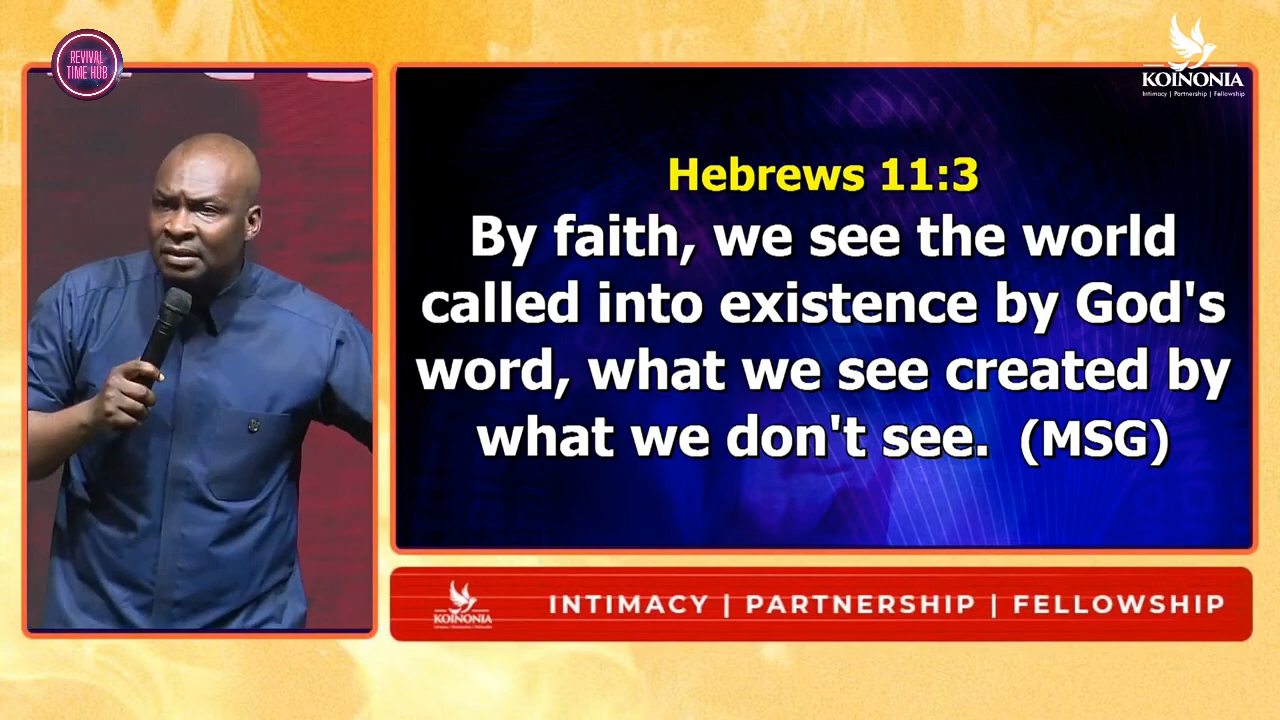 REVIVAL
TIME HUB
KOINONIA
Intimacy | Partnership | Fellowship
Hebrews 11:3
By faith, we see the world
called into existence by God's
word, what we see created by
what we don't see. (MSG)
KOINONIA
INTIMACY | PARTNERSHIP | FELLOWSHIP